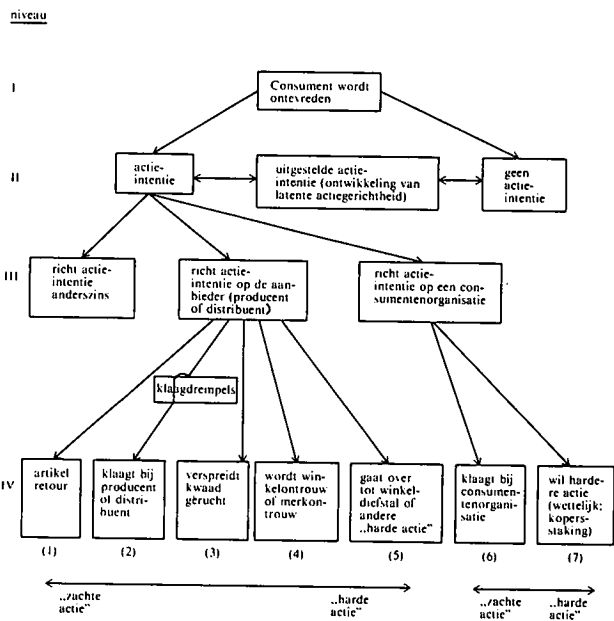 niveau
I
Consument wordt
ontevreden
II
actie-
intentie
uitgestelde actie-
intentie (ontwikkeling van
latente actiegerichtheid)
geen
actie-
intentie
III
richt actie-
intentie
anderszins
richt actie-
intentie op de aan-
bieder (producent
of distribuent)
richt actie-
intentie op een con-
sumentenorganisatie
klaagdrempels
IV
artikel
retour
klaagt bij
producent
of distri-
buent
verspreidt
kwaad
gerucht
wordt win-
kelontrouw
of merkon-
trouw
gaat over
tot winkel-
diefstal of
andere
„harde actie”
klaagt bij
consumen-
tenorgani-
satie
wil harde-
re actie
(wettelijk;
kopers-
staking)
(1) (2) (3) (4) (5) (6) (7)
„zachte
actie”
„harde
actie”
„zachte
actie”
„harde
actie”